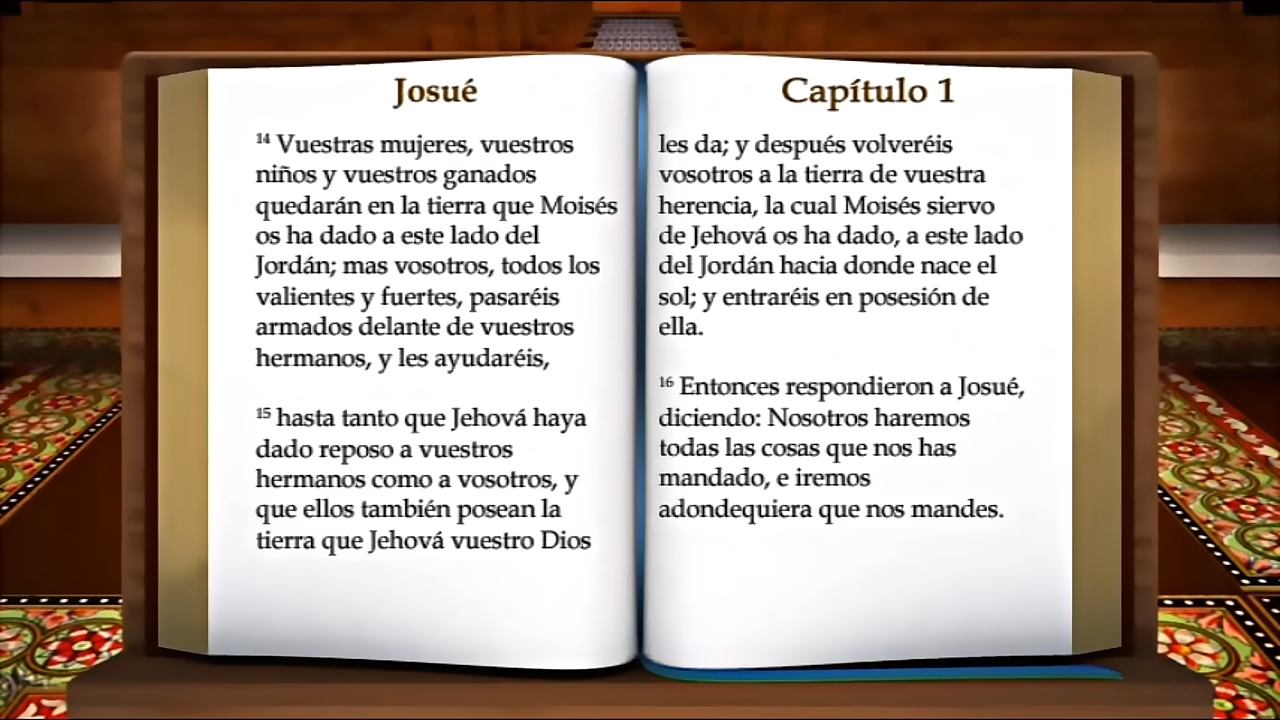 Josué
14 Vuestras mujeres, vuestros
niños y vuestros ganados
quedarán en la tierra que Moisés
os ha dado a este lado del
Jordán; mas vosotros, todos los
valientes y fuertes, pasaréis
armados delante de vuestros
hermanos, y les ayudaréis,
15 hasta tanto que Jehová haya
dado reposo a vuestros
hermanos como a vosotros, y
que ellos también posean la
tierra que Jehová vuestro Dios
Capítulo 1
les da; y después volveréis
vosotros a la tierra de vuestra
herencia, la cual Moisés siervo
de Jehová os ha dado, a este lado
del Jordán hacia donde nace el
sol; y entraréis en posesión de
ella.
16 Entonces respondieron a Josué,
diciendo: Nosotros haremos
todas las cosas que nos has
mandado, e iremos
adondequiera que nos mandes.